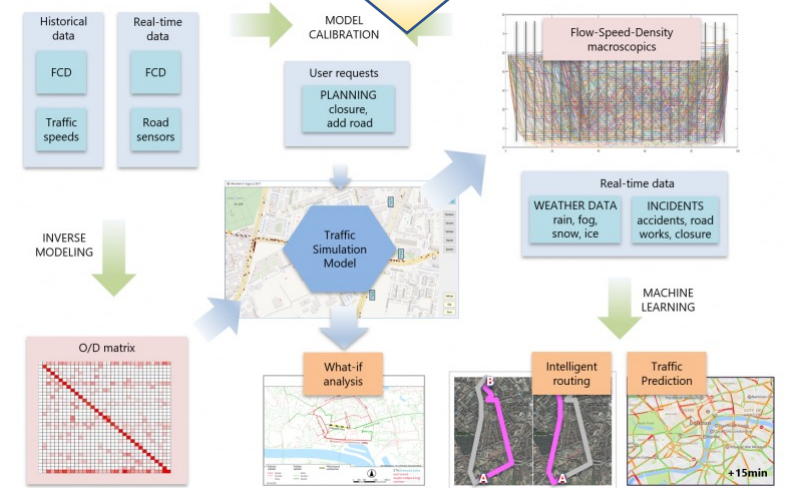 Historical
data
FCD
Traffic
speeds
Real-time
data
FCD
Road
sensors
MODEL
CALIBRATION
User requests
PLANNING
closure,
add road
Flow-Speed-Density
macroscopics
Real-time data
WEATHER DATA
rain, fog,
snow, ice
INCIDENTS
accidents, road
works, closure
INVERSE
MODELING
Traffic
Simulation
Model
MACHINE
LEARNING
O/D matrix
What-if
analysis
Intelligent
routing
Traffic
Prediction
B
A
A
+15min